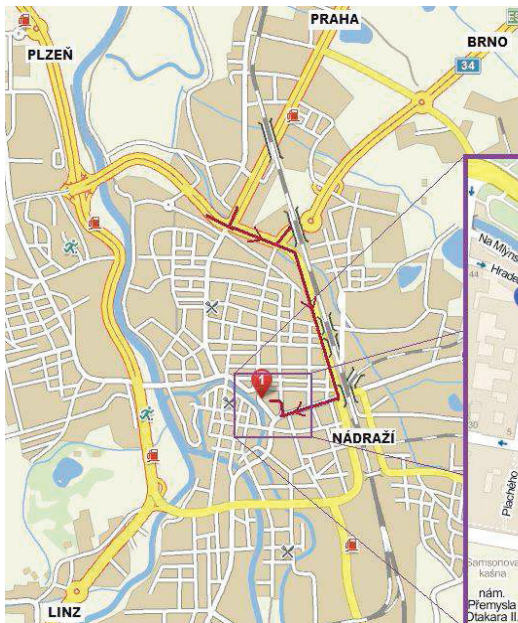 PRAHA
PLZEŇ
BRNO
34
Na Mlýns
Hrade
44
1
NÁDRAŽÍ
30
5
Plachého
Samsonova
kašna
nám.
Přemysla
Otakara II.
LINZ